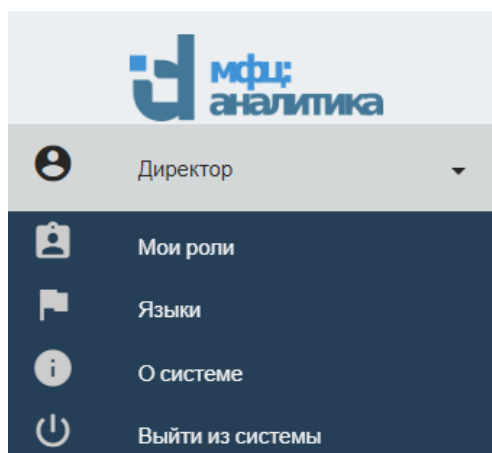 мфц:
аналитика
Директор
Мои роли
Языки
О системе
Выйти из системы